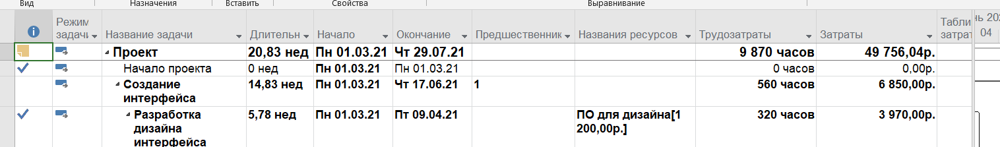 Вид Назначения Вставить Свойства Выравнивание
Режим задачи Название задачи Длительн Начало Окончание Предшественник Названия ресурсов Трудозатраты Затраты Табли затрат нь 202 04
Проект 20,83 нед Пн 01.03.21 Чт 29.07.21 9 870 часов 49 756,04р.
Начало проекта 0 нед Пн 01.03.21 Пн 01.03.21 0 часов 0,00р.
Создание 14,83 нед Пн 01.03.21 Чт 17.06.21 1 560 часов 6 850,00р.
интерфейса
Разработка 5,78 нед Пн 01.03.21 Пт 09.04.21 ПО для дизайна[1 320 часов 3 970,00р.
дизайна 200,00р.]
интерфейса